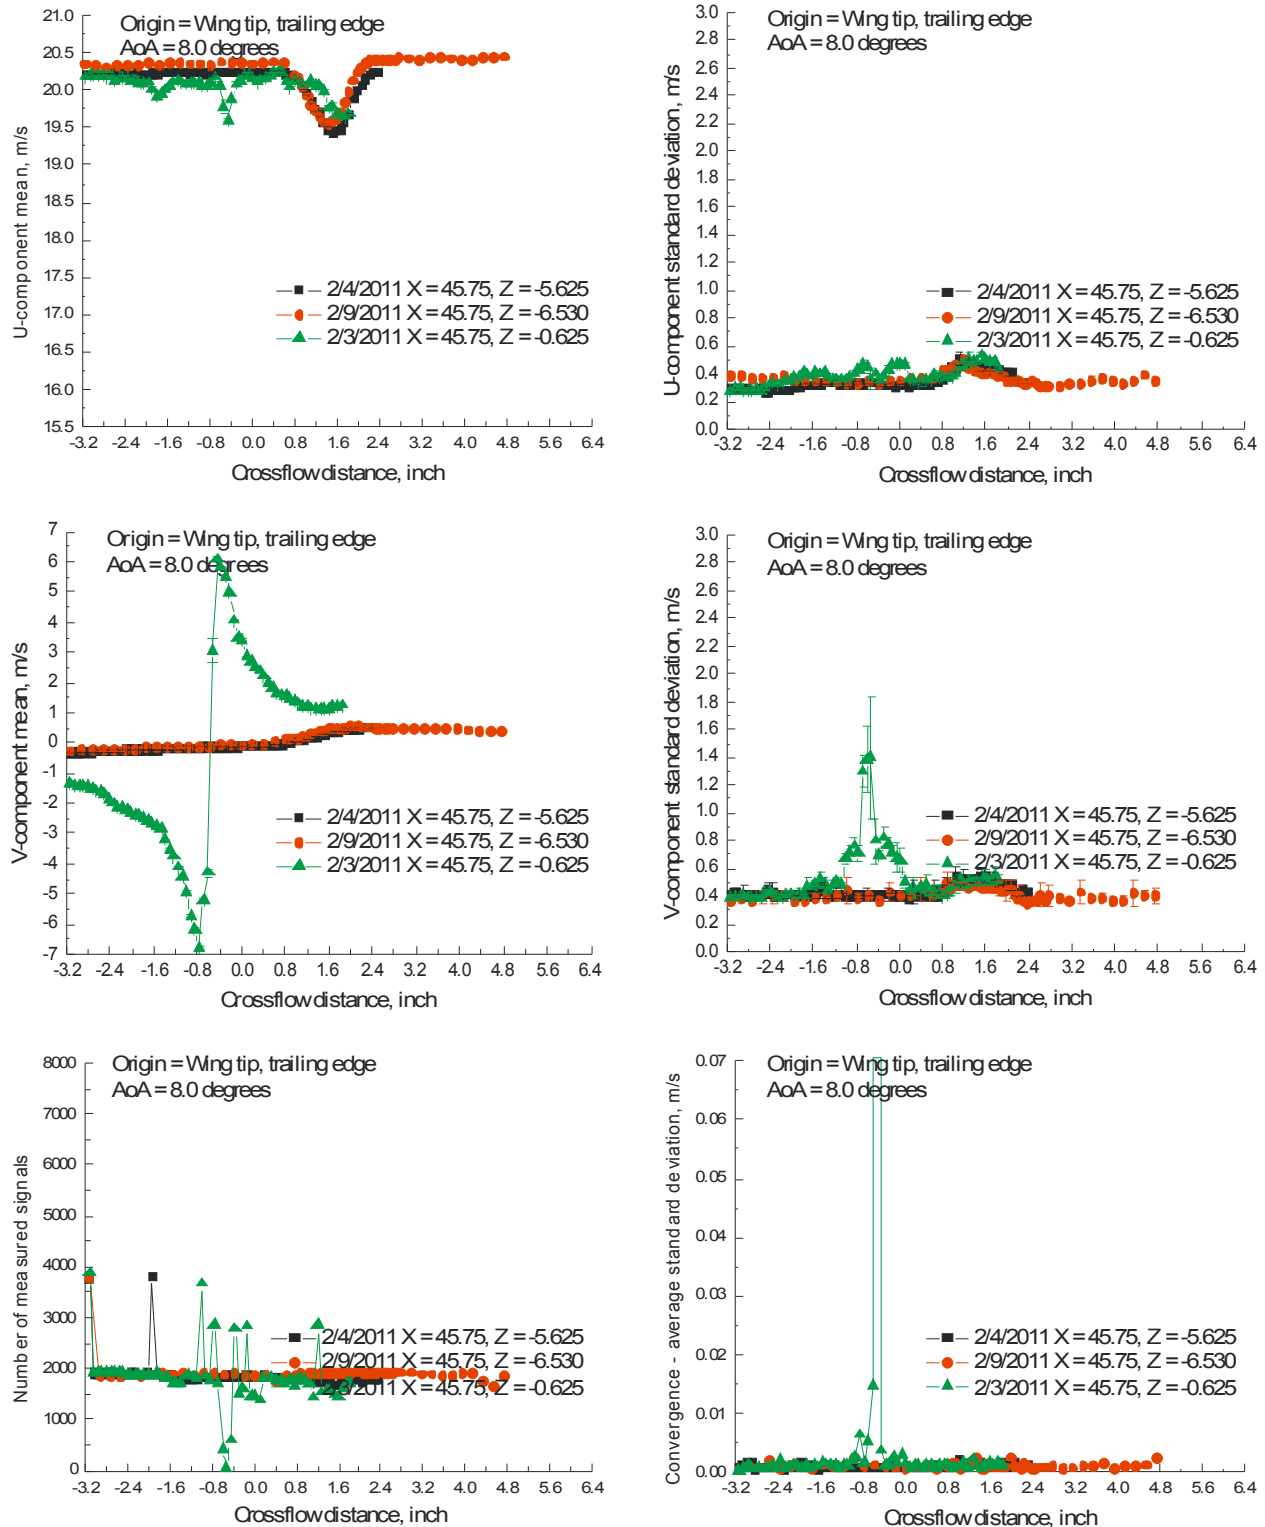 Origin = Wing tip, trailing edge
AoA = 8.0 degrees
U-component mean, m/s
21.0
20.5
20.0
19.5
19.0
18.5
18.0
17.5
17.0
16.5
16.0
15.5
2/4/2011 X = 45.75, Z = -5.625
2/9/2011 X = 45.75, Z = -6.530
2/3/2011 X = 45.75, Z = -0.625
-3.2 -2.4 -1.6 -0.8 0.0 0.8 1.6 2.4 3.2 4.0 4.8 5.6 6.4
Crossflow distance, inch
Origin = Wing tip, trailing edge
AoA = 8.0 degrees
U-component standard deviation, m/s
3.0
2.8
2.6
2.4
2.2
2.0
1.8
1.6
1.4
1.2
1.0
0.8
0.6
0.4
0.2
0.0
2/4/2011 X = 45.75, Z = -5.625
2/9/2011 X = 45.75, Z = -6.530
2/3/2011 X = 45.75, Z = -0.625
-3.2 -2.4 -1.6 -0.8 0.0 0.8 1.6 2.4 3.2 4.0 4.8 5.6 6.4
Crossflow distance, inch
Origin = Wing tip, trailing edge
AoA = 8.0 degrees
V-component mean, m/s
7
6
5
4
3
2
1
0
-1
-2
-3
-4
-5
-6
-7
2/4/2011 X = 45.75, Z = -5.625
2/9/2011 X = 45.75, Z = -6.530
2/3/2011 X = 45.75, Z = -0.625
-3.2 -2.4 -1.6 -0.8 0.0 0.8 1.6 2.4 3.2 4.0 4.8 5.6 6.4
Crossflow distance, inch
Origin = Wing tip, trailing edge
AoA = 8.0 degrees
V-component standard deviation, m/s
3.0
2.8
2.6
2.4
2.2
2.0
1.8
1.6
1.4
1.2
1.0
0.8
0.6
0.4
0.2
0.0
2/4/2011 X = 45.75, Z = -5.625
2/9/2011 X = 45.75, Z = -6.530
2/3/2011 X = 45.75, Z = -0.625
-3.2 -2.4 -1.6 -0.8 0.0 0.8 1.6 2.4 3.2 4.0 4.8 5.6 6.4
Crossflow distance, inch
Origin = Wing tip, trailing edge
AoA = 8.0 degrees
Number of measured signals
8000
7000
6000
5000
4000
3000
2000
1000
0
2/4/2011 X = 45.75, Z = -5.625
2/9/2011 X = 45.75, Z = -6.530
2/3/2011 X = 45.75, Z = -0.625
-3.2 -2.4 -1.6 -0.8 0.0 0.8 1.6 2.4 3.2 4.0 4.8 5.6 6.4
Crossflow distance, inch
Origin = Wing tip, trailing edge
AoA = 8.0 degrees
Convergence - average standard deviation, m/s
0.07
0.06
0.05
0.04
0.03
0.02
0.01
0.00
2/4/2011 X = 45.75, Z = -5.625
2/9/2011 X = 45.75, Z = -6.530
2/3/2011 X = 45.75, Z = -0.625
-3.2 -2.4 -1.6 -0.8 0.0 0.8 1.6 2.4 3.2 4.0 4.8 5.6 6.4
Crossflow distance, inch